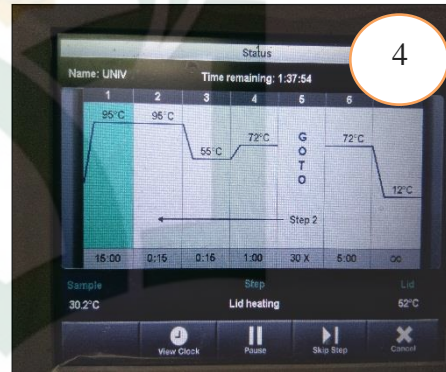 4
Status
Name: UNIV
Time remaining: 1:37:54
1 2 3 4 5 6
95°C 95°C 55°C 72°C GOTO 72°C 12°C
Step 2
15:00 0:15 0:15 1:00 30 X 5:00 ∞
Sample Step Lid
30.2°C Lid heating 52°C
View Clock Pause Skip Step Cancel